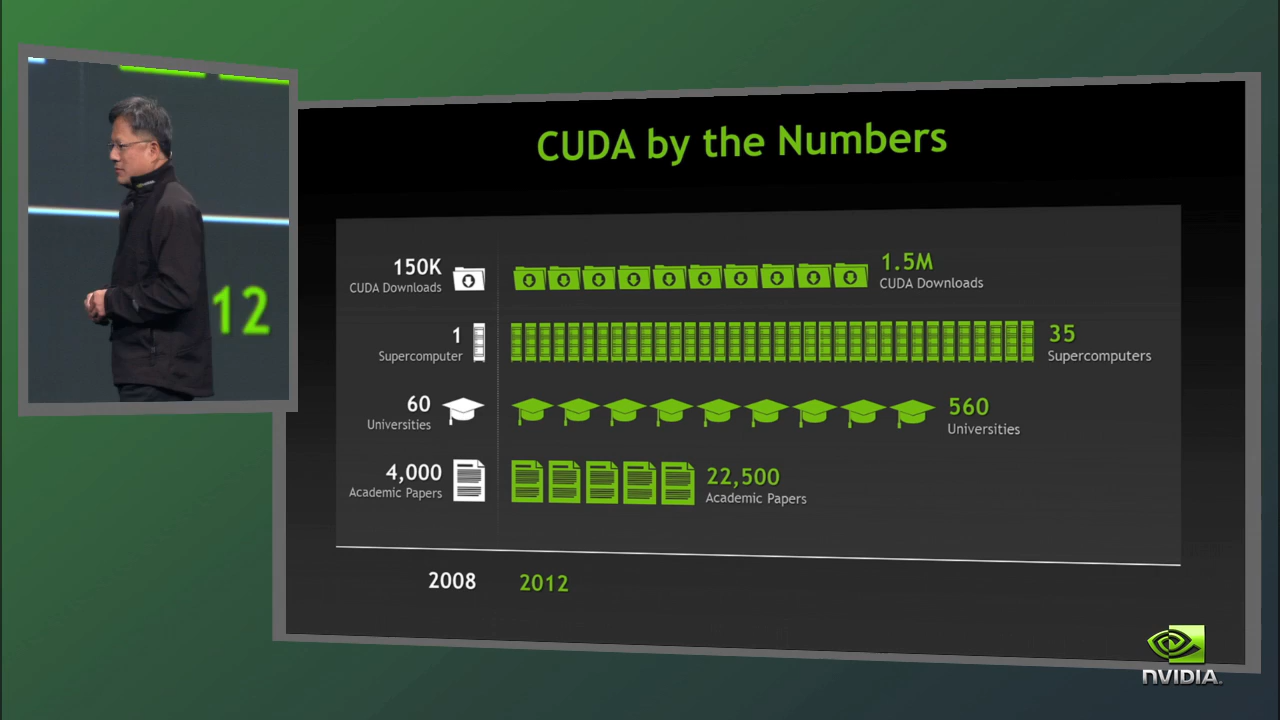 12
CUDA by the Numbers
150K
CUDA Downloads
1.5M
CUDA Downloads
1
Supercomputer
35
Supercomputers
60
Universities
560
Universities
4,000
Academic Papers
22,500
Academic Papers
2008
2012
NVIDIA.